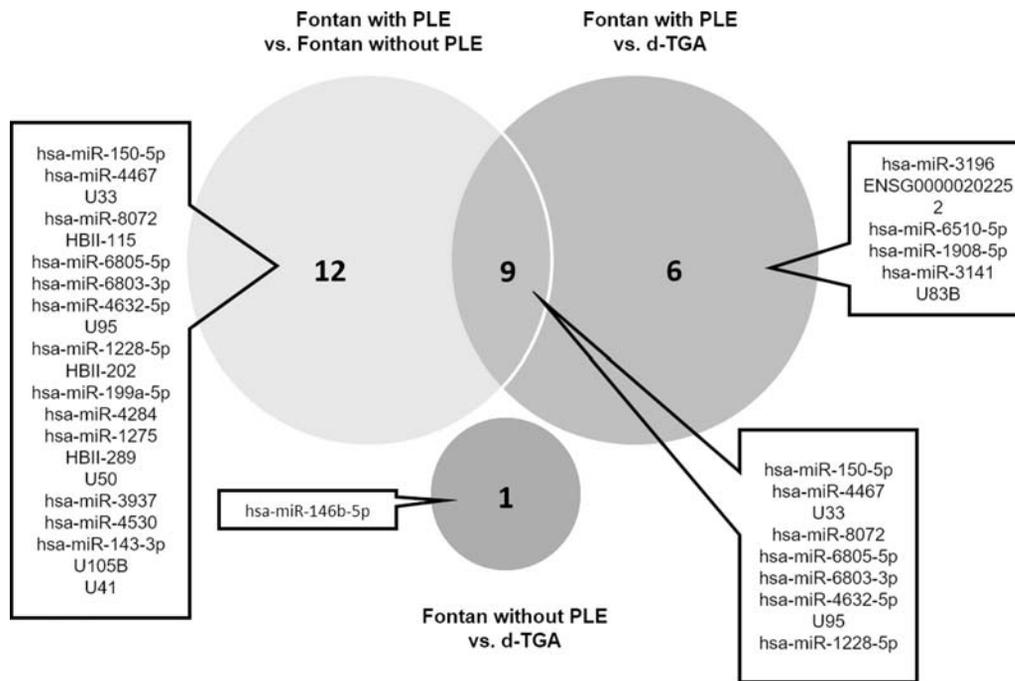 Fontan with PLE
vs. Fontan without PLE
Fontan with PLE
vs. d-TGA
hsa-miR-150-5p
hsa-miR-4467
U33
hsa-miR-8072
HBII-115
hsa-miR-6805-5p
hsa-miR-6803-3p
hsa-miR-4632-5p
U95
hsa-miR-1228-5p
HBII-202
hsa-miR-199a-5p
hsa-miR-4284
hsa-miR-1275
HBII-289
U50
hsa-miR-3937
hsa-miR-4530
hsa-miR-143-3p
U105B
U41
12
9
6
hsa-miR-3196
ENSG0000020225
2
hsa-miR-6510-5p
hsa-miR-1908-5p
hsa-miR-3141
U83B
hsa-miR-146b-5p
1
hsa-miR-150-5p
hsa-miR-4467
U33
hsa-miR-8072
hsa-miR-6805-5p
hsa-miR-6803-3p
hsa-miR-4632-5p
U95
hsa-miR-1228-5p
Fontan without PLE
vs. d-TGA